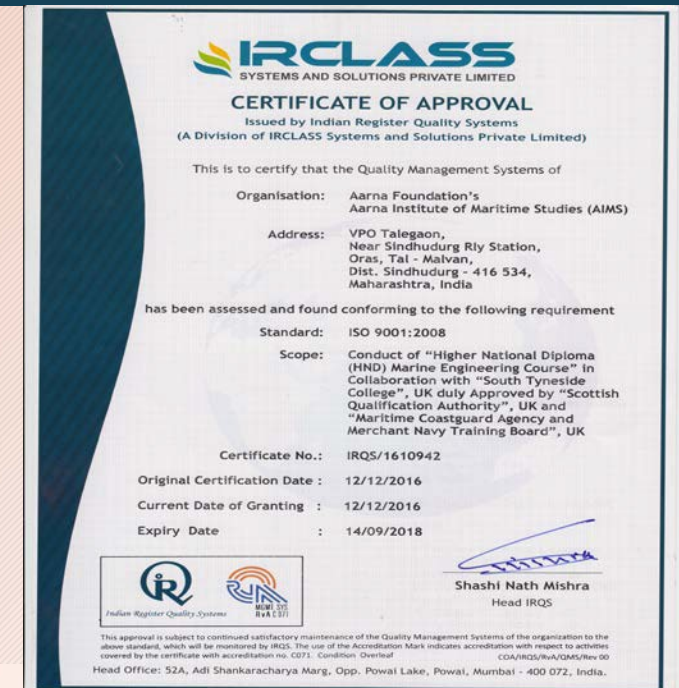 IRCLASS
SYSTEMS AND SOLUTIONS PRIVATE LIMITED
CERTIFICATE OF APPROVAL
Issued by Indian Register Quality Systems
(A Division of IRCLASS Systems and Solutions Private Limited)
This is to certify that the Quality Management Systems of
Organisation: Aarna Foundation's
Aarna Institute of Maritime Studies (AIMS)
Address: VPO Talegaon,
Near Sindhudurg Rly Station,
Oras, Tal - Malvan,
Dist. Sindhudurg - 416 534,
Maharashtra, India
has been assessed and found conforming to the following requirement
Standard: ISO 9001:2008
Scope: Conduct of “Higher National Diploma
(HND) Marine Engineering Course” in
Collaboration with “South Tyneside
College”, UK duly Approved by “Scottish
Qualification Authority”, UK and
“Maritime Coastguard Agency and
Merchant Navy Training Board”, UK
Certificate No.: IRQS/1610942
Original Certification Date : 12/12/2016
Current Date of Granting : 12/12/2016
Expiry Date : 14/09/2018
Indian Register Quality Systems
RvA
MGMT. SYS.
RvA C071
Shashi Nath Mishra
Head IRQS
This approval is subject to continued satisfactory maintenance of the Quality Management Systems of the organization to the
above standard, which will be monitored by IRQS. The use of the Accreditation Mark indicates accreditation with respect to activities
covered by the certificate with accreditation no. C071. Condition Overleaf
COA/IRQS/RvA/QMS/Rev 00
Head Office: 52A, Adi Shankaracharya Marg, Opp. Powai Lake, Powai, Mumbai - 400 072, India.